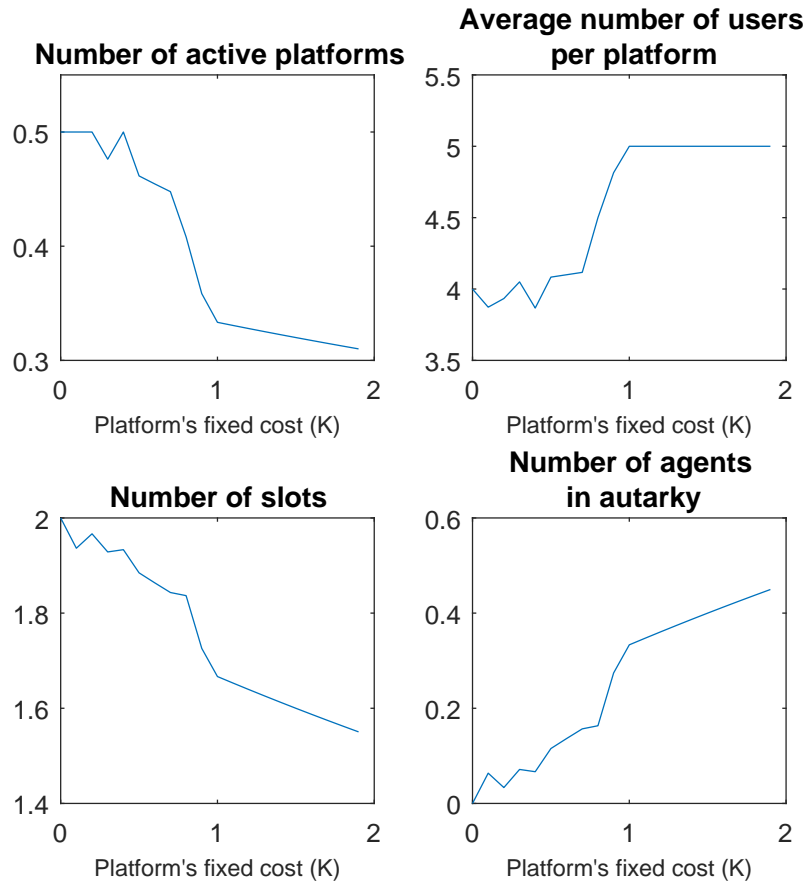 Number of active platforms
0.5
0.4
0.3
0
1
2
Platform's fixed cost (K)
Average number of users
per platform
5.5
5
4.5
4
3.5
0
1
2
Platform's fixed cost (K)
Number of slots
2
1.8
1.6
1.4
0
1
2
Platform's fixed cost (K)
Number of agents
in autarky
0.6
0.4
0.2
0
0
1
2
Platform's fixed cost (K)